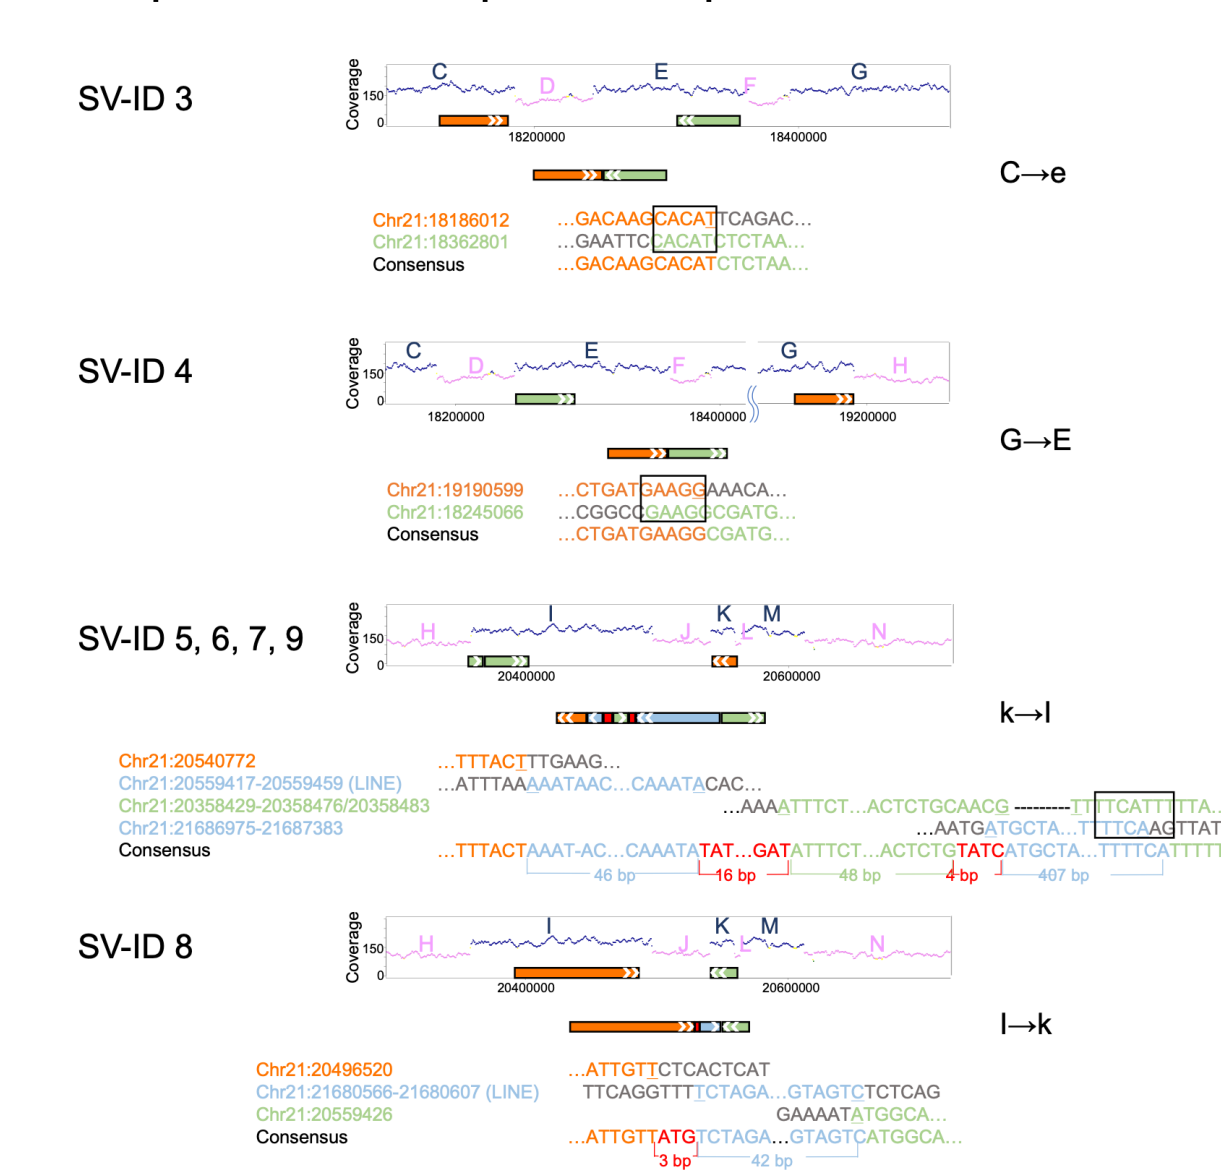 SV-ID 3
Coverage
150
0
C
D
E
F
G
18200000
18400000
C→e
Chr21:18186012 ...GACAAGCACATTCAGAC...
Chr21:18362801 ...GAATTCCACATCTCTAA...
Consensus ...GACAAGCACATCTCTAA...
SV-ID 4
Coverage
150
0
C
D
E
F
G
H
18200000
18400000
19200000
G→E
Chr21:19190599 ...CTGATGAAGGAAACA...
Chr21:18245066 ...CGGCCGAAGGCGATG...
Consensus ...CTGATGAAGGCGATG...
SV-ID 5, 6, 7, 9
Coverage
150
0
H
I
J
K
L
M
N
20400000
20600000
k→I
Chr21:20540772 ...TTTACTTTGAAG...
Chr21:20559417-20559459 (LINE) ...ATTTAAAAATAAC...CAAATACAC...
Chr21:20358429-20358476/20358483 ...AAAATTTCT...ACTCTGCAACG ---------TTTTCATTTTTA..
Chr21:21686975-21687383 ...AATGATGCTA...TTTTCAAGTTAT
Consensus ...TTTACTAAAT-AC...CAAATATAT...GATATTTCT...ACTCTGTATCATGCTA...TTTTCATTTTT
46 bp 16 bp 48 bp 4 bp 407 bp
SV-ID 8
Coverage
150
0
H
I
J
K
L
M
N
20400000
20600000
I→k
Chr21:20496520 ...ATTGTTCTCACTCAT
Chr21:21680566-21680607 (LINE) TTCAGGTTTTCTAGA...GTAGTCTCTCAG
Chr21:20559426 GAAAATATGGCA...
Consensus ...ATTGTTATGTCTAGA...GTAGTCATGGCA...
3 bp 42 bp